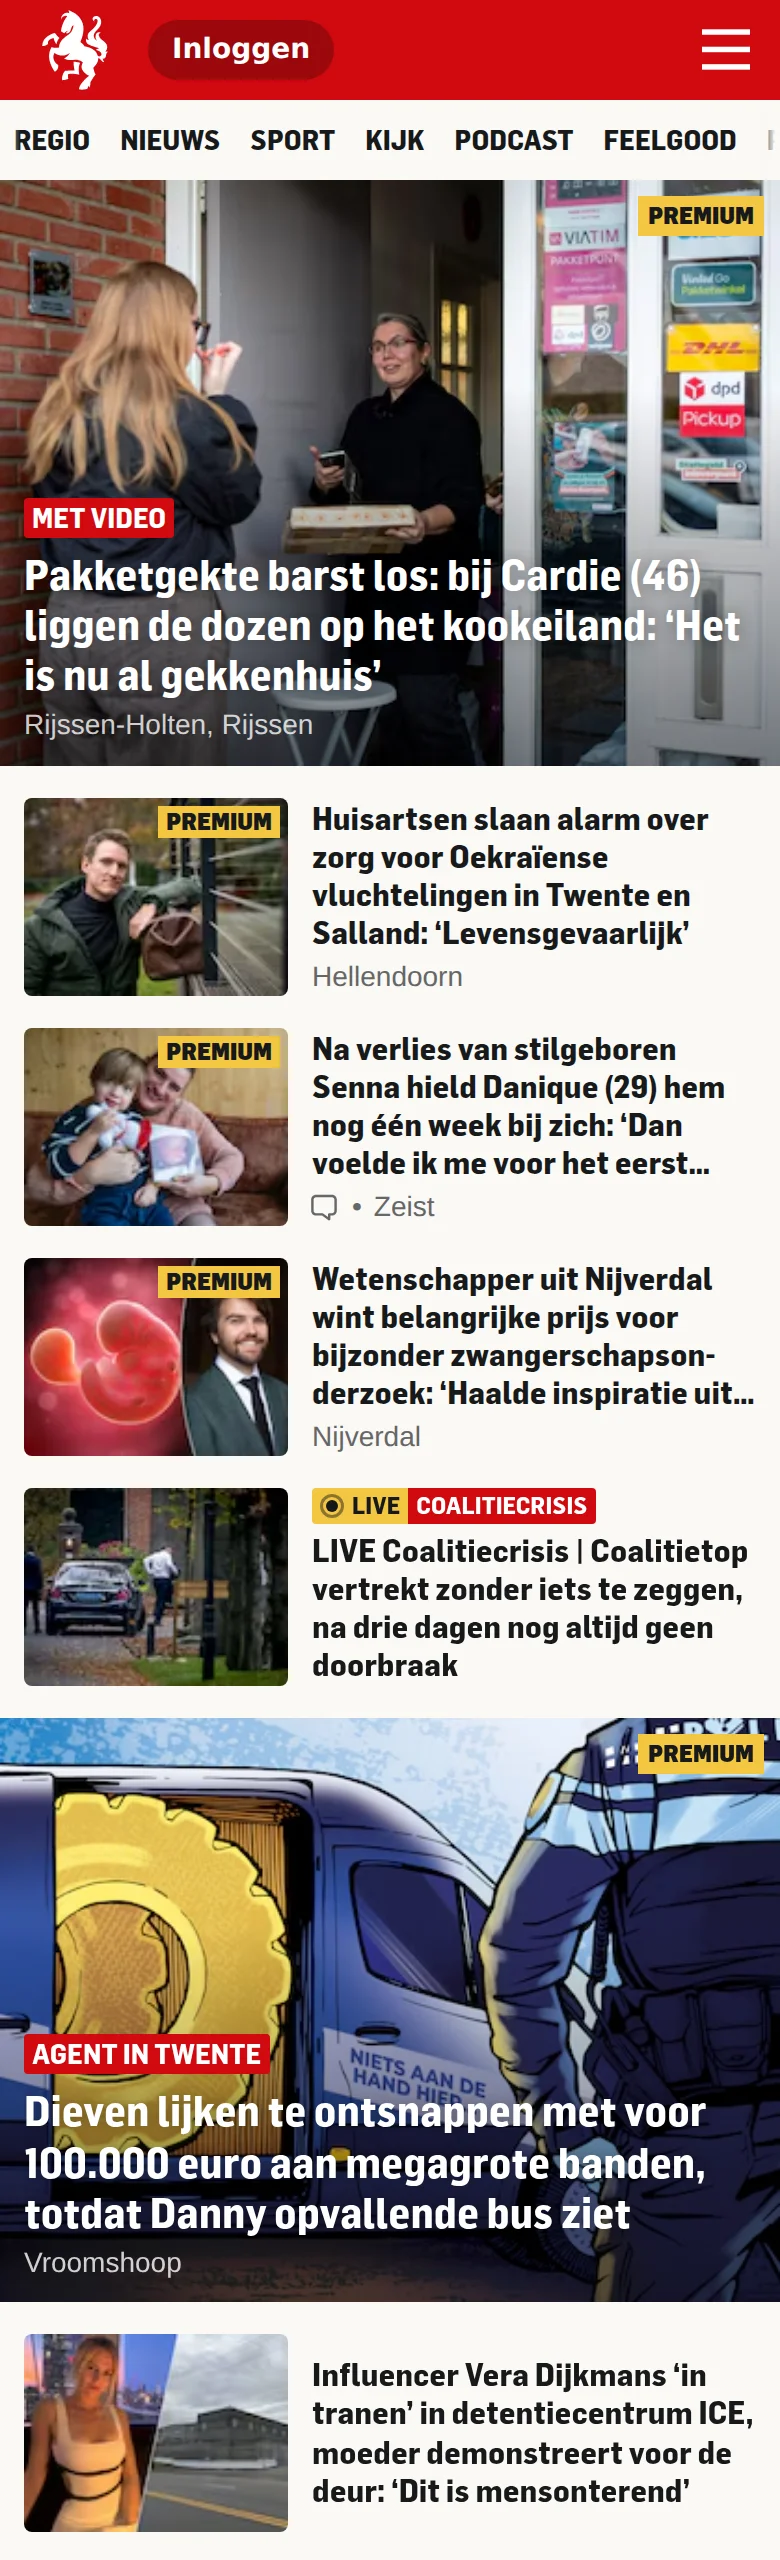 Inloggen
REGIO NIEUWS SPORT KIJK PODCAST FEELGOOD
PREMIUM
VIATIM
PAKKETPUNT
Vinted Go
Pakketwinkel
DHL
dpd
Pickup
MET VIDEO
Pakketgekte barst los: bij Cardie (46)
liggen de dozen op het kookeiland: ‘Het
is nu al gekkenhuis’
Rijssen-Holten, Rijssen
PREMIUM
Huisartsen slaan alarm over
zorg voor Oekraïense
vluchtelingen in Twente en
Salland: ‘Levensgevaarlijk’
Hellendoorn
PREMIUM
Na verlies van stilgeboren
Senna hield Danique (29) hem
nog één week bij zich: ‘Dan
voelde ik me voor het eerst...
• Zeist
PREMIUM
Wetenschapper uit Nijverdal
wint belangrijke prijs voor
bijzonder zwangerschapson-
derzoek: ‘Haalde inspiratie uit...
Nijverdal
LIVE COALITIECRISIS
LIVE Coalitiecrisis | Coalitietop
vertrekt zonder iets te zeggen,
na drie dagen nog altijd geen
doorbraak
PREMIUM
NIETS AAN DE
HAND HIER
AGENT IN TWENTE
Dieven lijken te ontsnappen met voor
100.000 euro aan megagrote banden,
totdat Danny opvallende bus ziet
Vroomshoop
Influencer Vera Dijkmans ‘in
tranen’ in detentiecentrum ICE,
moeder demonstreert voor de
deur: ‘Dit is mensonterend’